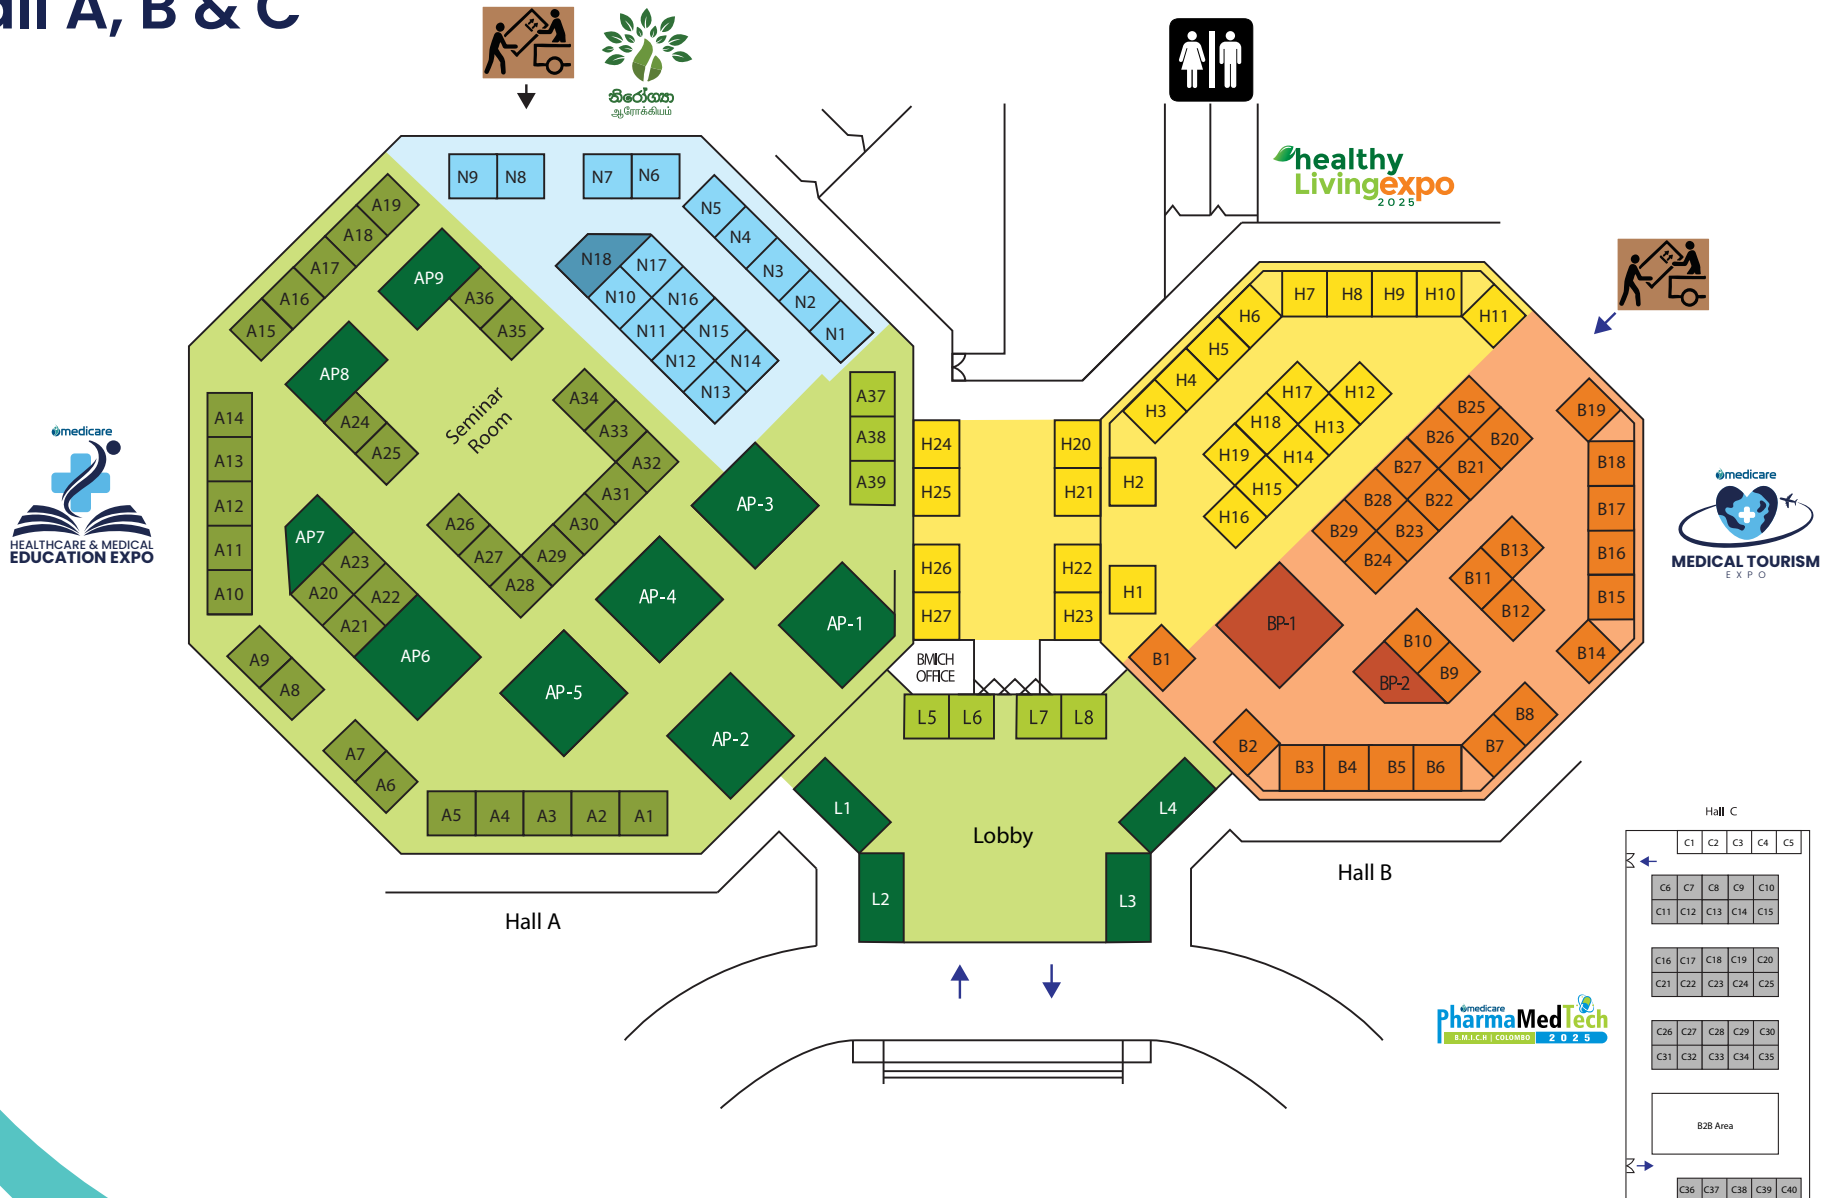 all A, B & C
නිරෝගා
ஆரோக்கியம்
healthy
Livingexpo
2025
N9 N8 N7 N6
N5
N4
N3
N2
N1
N18
N17
N10
N16
N11
N15
N12
N14
N13
A19
A18
A17
A16
A15
AP9
A36
A35
AP8
A24
A25
Seminar
Room
A34
A33
A32
A31
A30
A29
A28
A27
A26
A14
A13
A12
A11
A10
AP7
A23
A20
A22
A21
AP6
A9
A8
A7
A6
A5 A4 A3 A2 A1
AP-3
AP-4
AP-1
AP-5
AP-2
A37
A38
A39
H24
H25
H26
H27
H20
H21
H22
H23
BMICH
OFFICE
L5 L6 L7 L8
L1
L2
L4
L3
Lobby
H7 H8 H9 H10
H6
H11
H5
H4
H3
H2
H1
H17
H12
H18
H13
H19
H14
H15
H16
B25
B26
B20
B27
B21
B28
B22
B29
B23
B24
B19
B18
B17
B16
B15
B14
B13
B11
B12
BP-1
B10
B9
BP-2
B1
B2
B3 B4 B5 B6
B7
B8
Hall A
Hall B
medicare
HEALTHCARE & MEDICAL
EDUCATION EXPO
medicare
MEDICAL TOURISM
EXPO
medicare
PharmaMedTech
B.M.I.C.H | COLOMBO 2025
Hall C
C1 C2 C3 C4 C5
C6 C7 C8 C9 C10
C11 C12 C13 C14 C15
C16 C17 C18 C19 C20
C21 C22 C23 C24 C25
C26 C27 C28 C29 C30
C31 C32 C33 C34 C35
B2B Area
C36 C37 C38 C39 C40